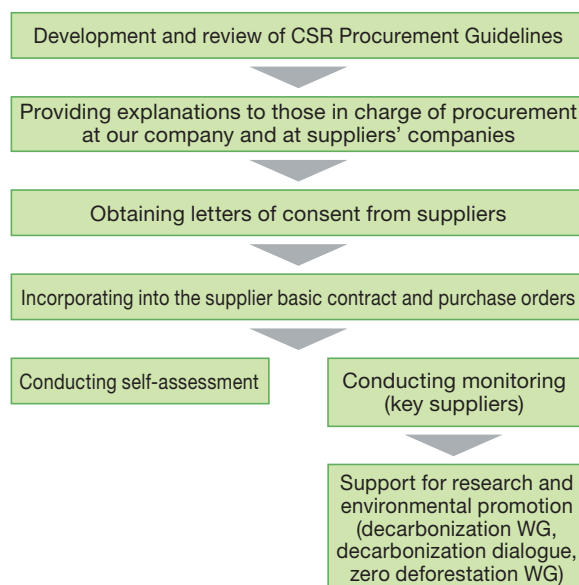 Development and review of CSR Procurement Guidelines
Providing explanations to those in charge of procurement
at our company and at suppliers’ companies
Obtaining letters of consent from suppliers
Incorporating into the supplier basic contract and purchase orders
Conducting self-assessment
Conducting monitoring
(key suppliers)
Support for research and
environmental promotion
(decarbonization WG,
decarbonization dialogue,
zero deforestation WG)